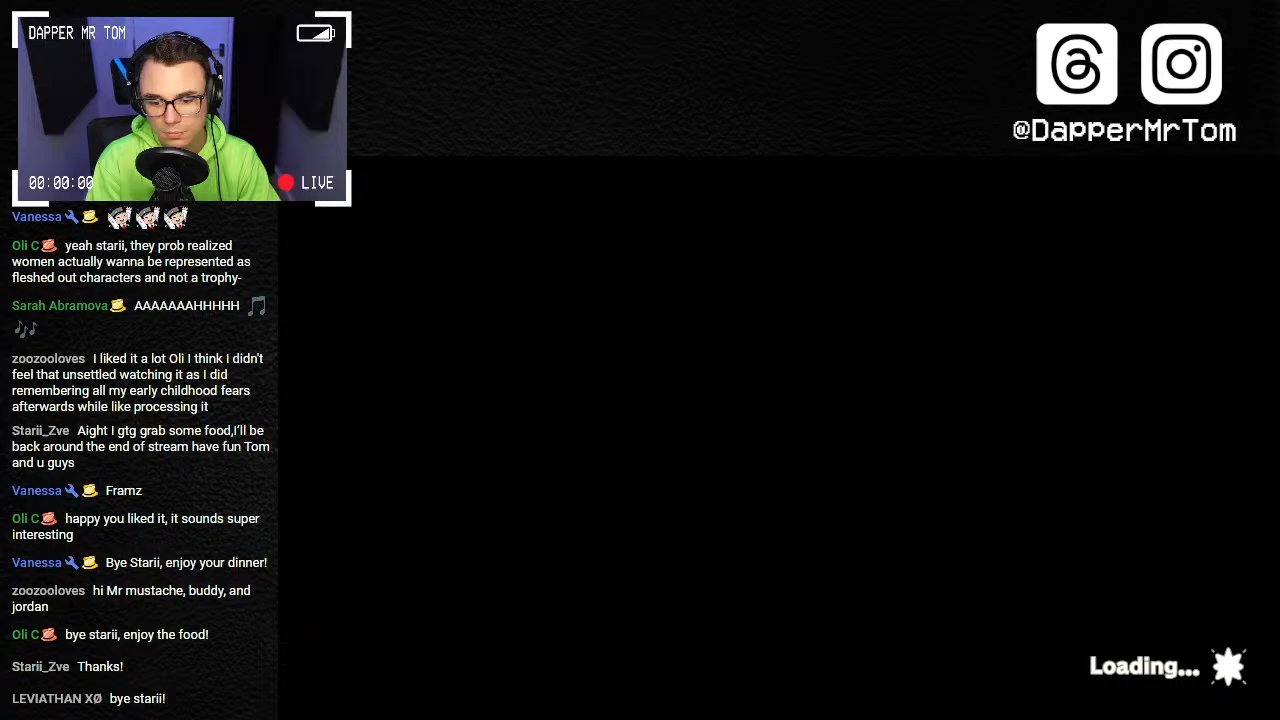 DAPPER MR TOM
00:00:00
LIVE
@DapperMrTom
Vanessa
Oli C yeah starii, they prob realized
women actually wanna be represented as
fleshed out characters and not a trophy-
Sarah Abramova AAAAAAAHHHHH
zoozooloves I liked it a lot Oli I think I didn't
feel that unsettled watching it as I did
remembering all my early childhood fears
afterwards while like processing it
Starii_Zve Aight I gtg grab some food,I'll be
back around the end of stream have fun Tom
and u guys
Vanessa Framz
Oli C happy you liked it, it sounds super
interesting
Vanessa Bye Starii, enjoy your dinner!
zoozooloves hi Mr mustache, buddy, and
jordan
Oli C bye starii, enjoy the food!
Starii_Zve Thanks!
LEVIATHAN XØ bye starii!
Loading...